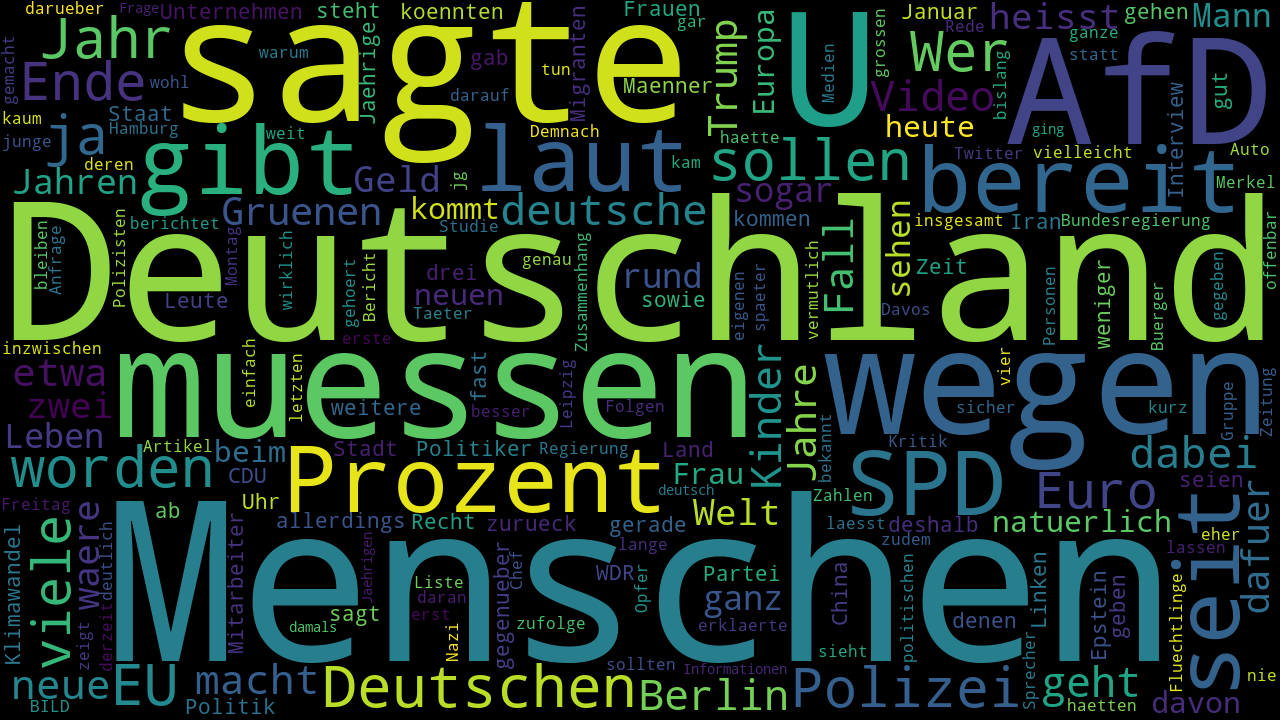 darueber Frage Unternehmen steht koennten Frauen gar Januar heisst gehen Mann
Jahr sagte U Wer Rede ganze
gemacht Ende wohl warum Jaehrige gab tun Migranten Maenner Trump Europa Medien grossen Video bislang statt AfD
kaum Staat darauf heute ging Interview gut
junge ja Hamburg weit Demnach haette Twitter vielleicht Auto
deren gibt laut kam sollen bereit Merkel
Jahren Geld jg sogar
Gruenen kommt deutsche kommen Fall sehen insgesamt Iran Bundesregierung
bleiben Anfrage Polizisten berichtet Montag wirklich Studie offenbar
Deutschland
Leute gehoert Bericht drei neuen Taeter genau Zusammenhang rund sowie eigenen spaeter vermutlich Zeit Davos Personen weniger Buerger gegeben
erste
inzwischen muessen wegen
etwa einfach letzten fast Leipzig Kinder Jahre vier Gruppe Zeitung
zwei weitere besser Folgen sicher kurz
Leben Artikel beim Stadt Politiker Regierung Land bekannt Kritik dabei
worden CDU Prozent deutsch Frau SPD Euro seien
Freitag Uhr Welt Zahlen
viele Waere ab allerdings Recht zurueck gerade laesst deshalb natuerlich seit dafuer
Klimawandel deutlich Mitarbeiter lange zudem eher
Menschen
zeigt derzeit Jaehrigen Liste daran gegenueber Chef WDR Opfer Partei ganz China politischen denen Linken Epstein geben lassen
damals sagt erst Nazi zufolge erklaerte Sprecher Fluechtlinge
sieht
neue EU macht Deutschen sollten Informationen Polizei geht nie
BILD Politik Berlin haetten davon